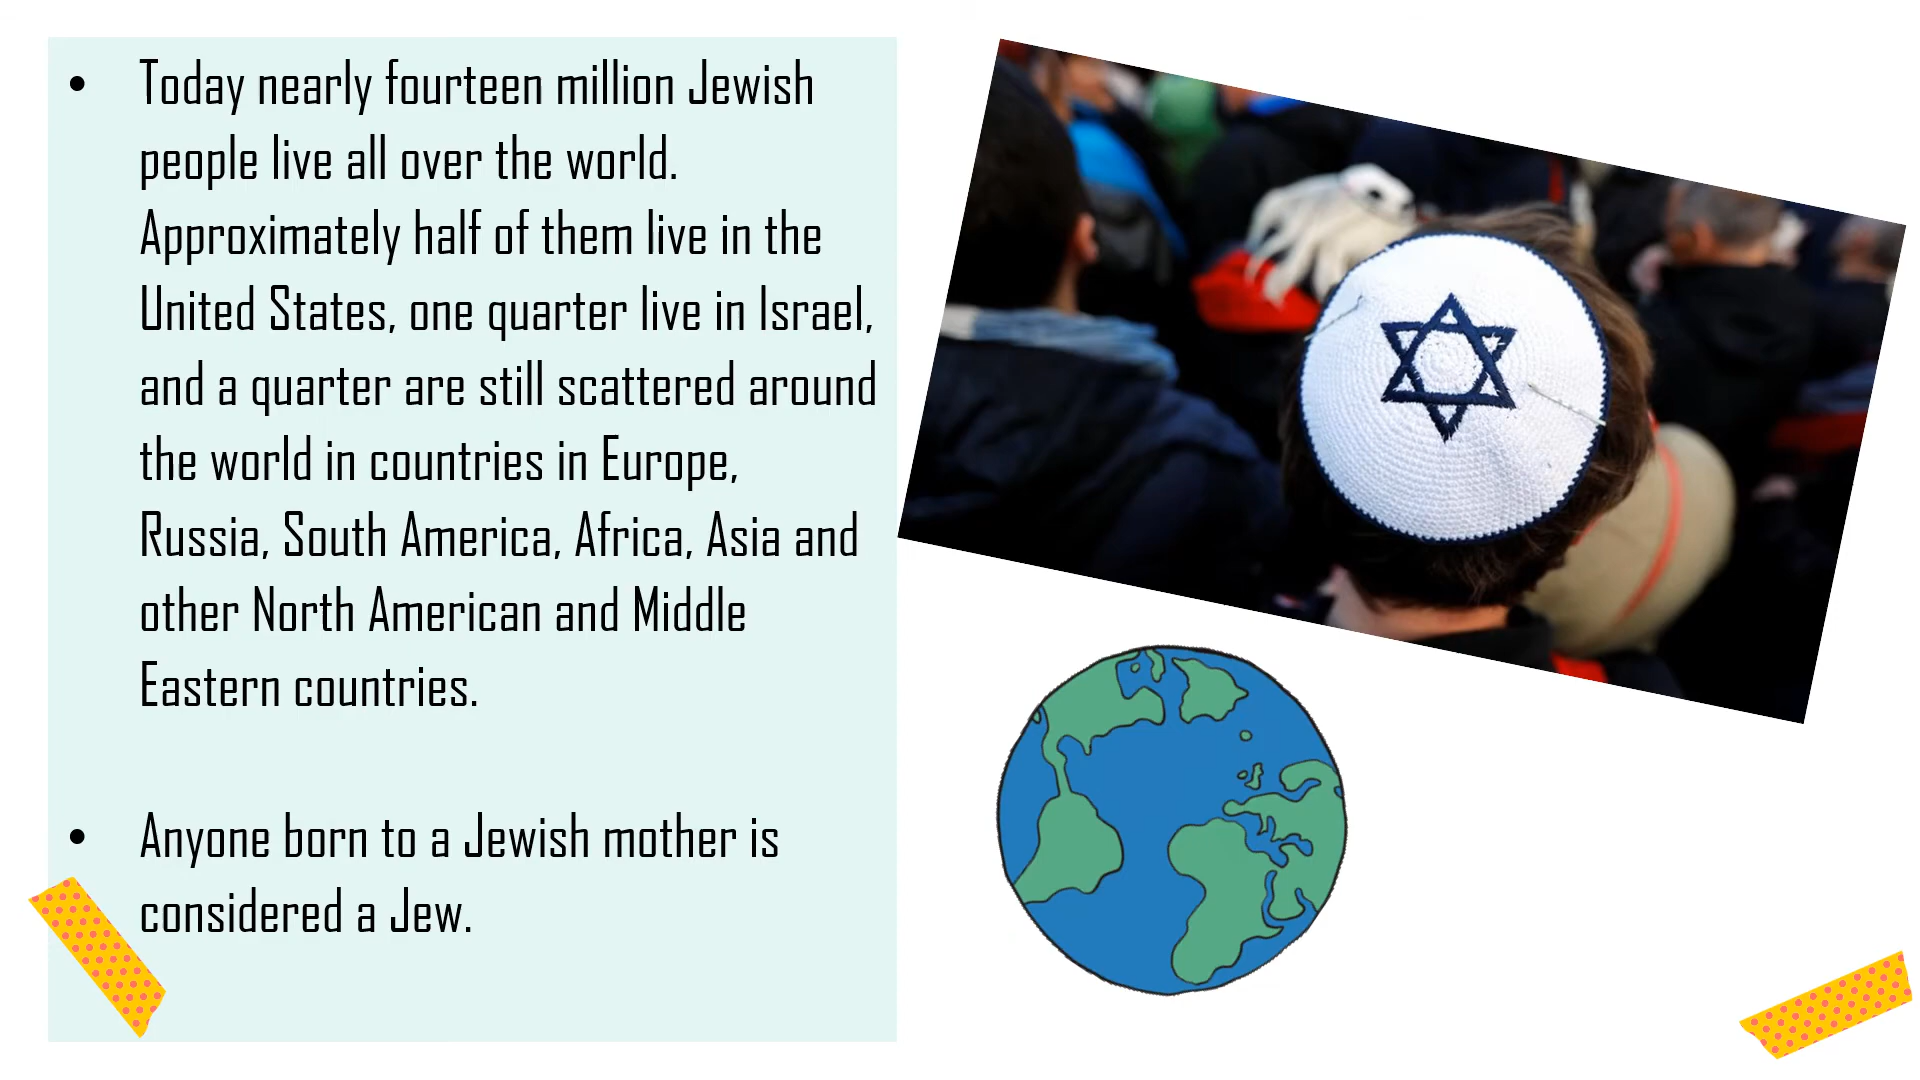 • Today nearly fourteen million Jewish
people live all over the world.
Approximately half of them live in the
United States, one quarter live in Israel,
and a quarter are still scattered around
the world in countries in Europe,
Russia, South America, Africa, Asia and
other North American and Middle
Eastern countries.
• Anyone born to a Jewish mother is
considered a Jew.